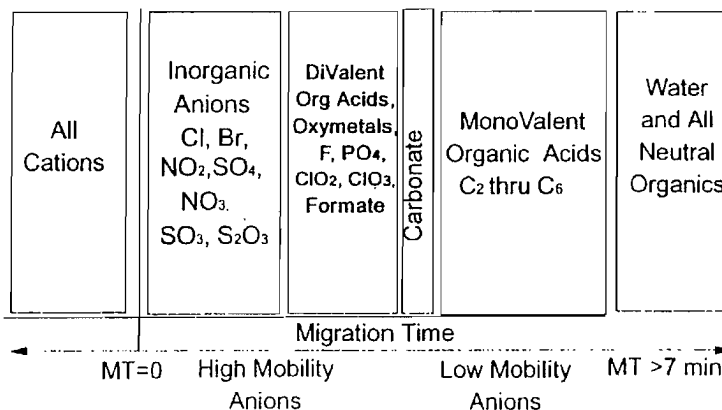 All
Cations
Inorganic
Anions
Cl, Br,
NO₂,SO₄,
NO₃.
SO₃, S₂O₃
DiValent
Org Acids,
Oxymetals,
F, PO₄,
ClO₂, ClO₃,
Formate
Carbonate
MonoValent
Organic Acids
C₂ thru C₆
Water
and All
Neutral
Organics
Migration Time
MT=0
High Mobility
Anions
Low Mobility
Anions
MT >7 min